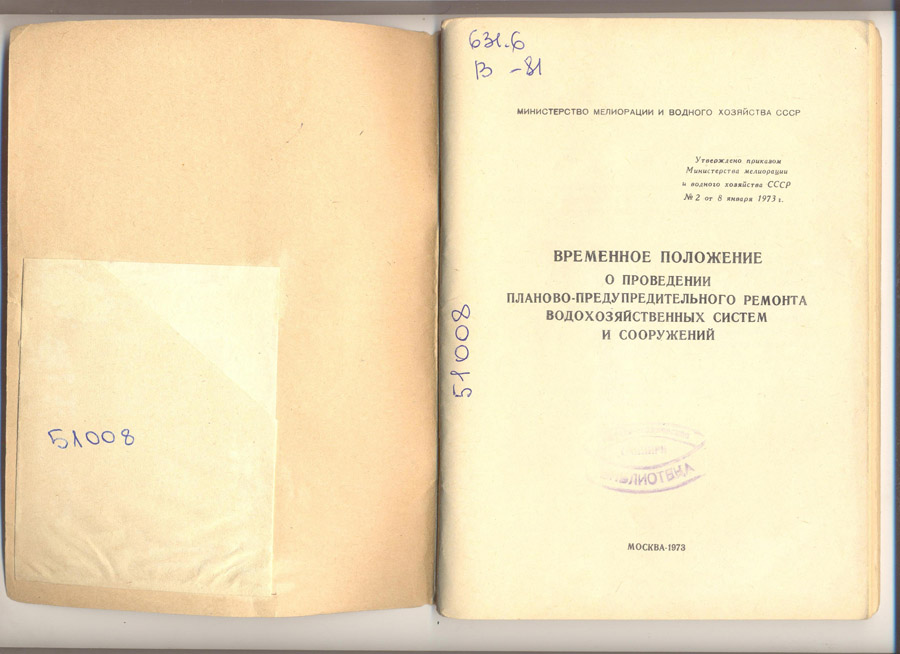 51008
631.6
В -81
МИНИСТЕРСТВО МЕЛИОРАЦИИ И ВОДНОГО ХОЗЯЙСТВА СССР
Утверждено приказом
Министерства мелиорации
и водного хозяйства СССР
№ 2 от 8 января 1973 г.
ВРЕМЕННОЕ ПОЛОЖЕНИЕ
О ПРОВЕДЕНИИ
ПЛАНОВО-ПРЕДУПРЕДИТЕЛЬНОГО РЕМОНТА
ВОДОХОЗЯЙСТВЕННЫХ СИСТЕМ
И СООРУЖЕНИЙ
51008
БИБЛИОТЕКА
МОСКВА-1973